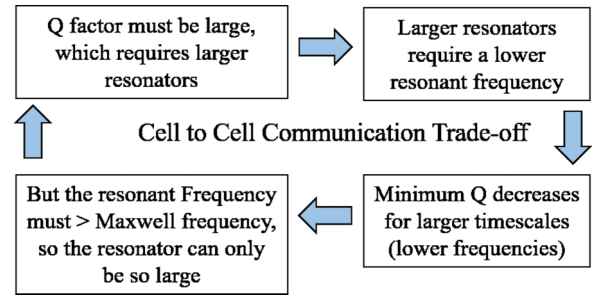 Q factor must be large,
which requires larger
resonators
Larger resonators
require a lower
resonant frequency
Cell to Cell Communication Trade-off
But the resonant Frequency
must > Maxwell frequency,
so the resonator can only
be so large
Minimum Q decreases
for larger timescales
(lower frequencies)